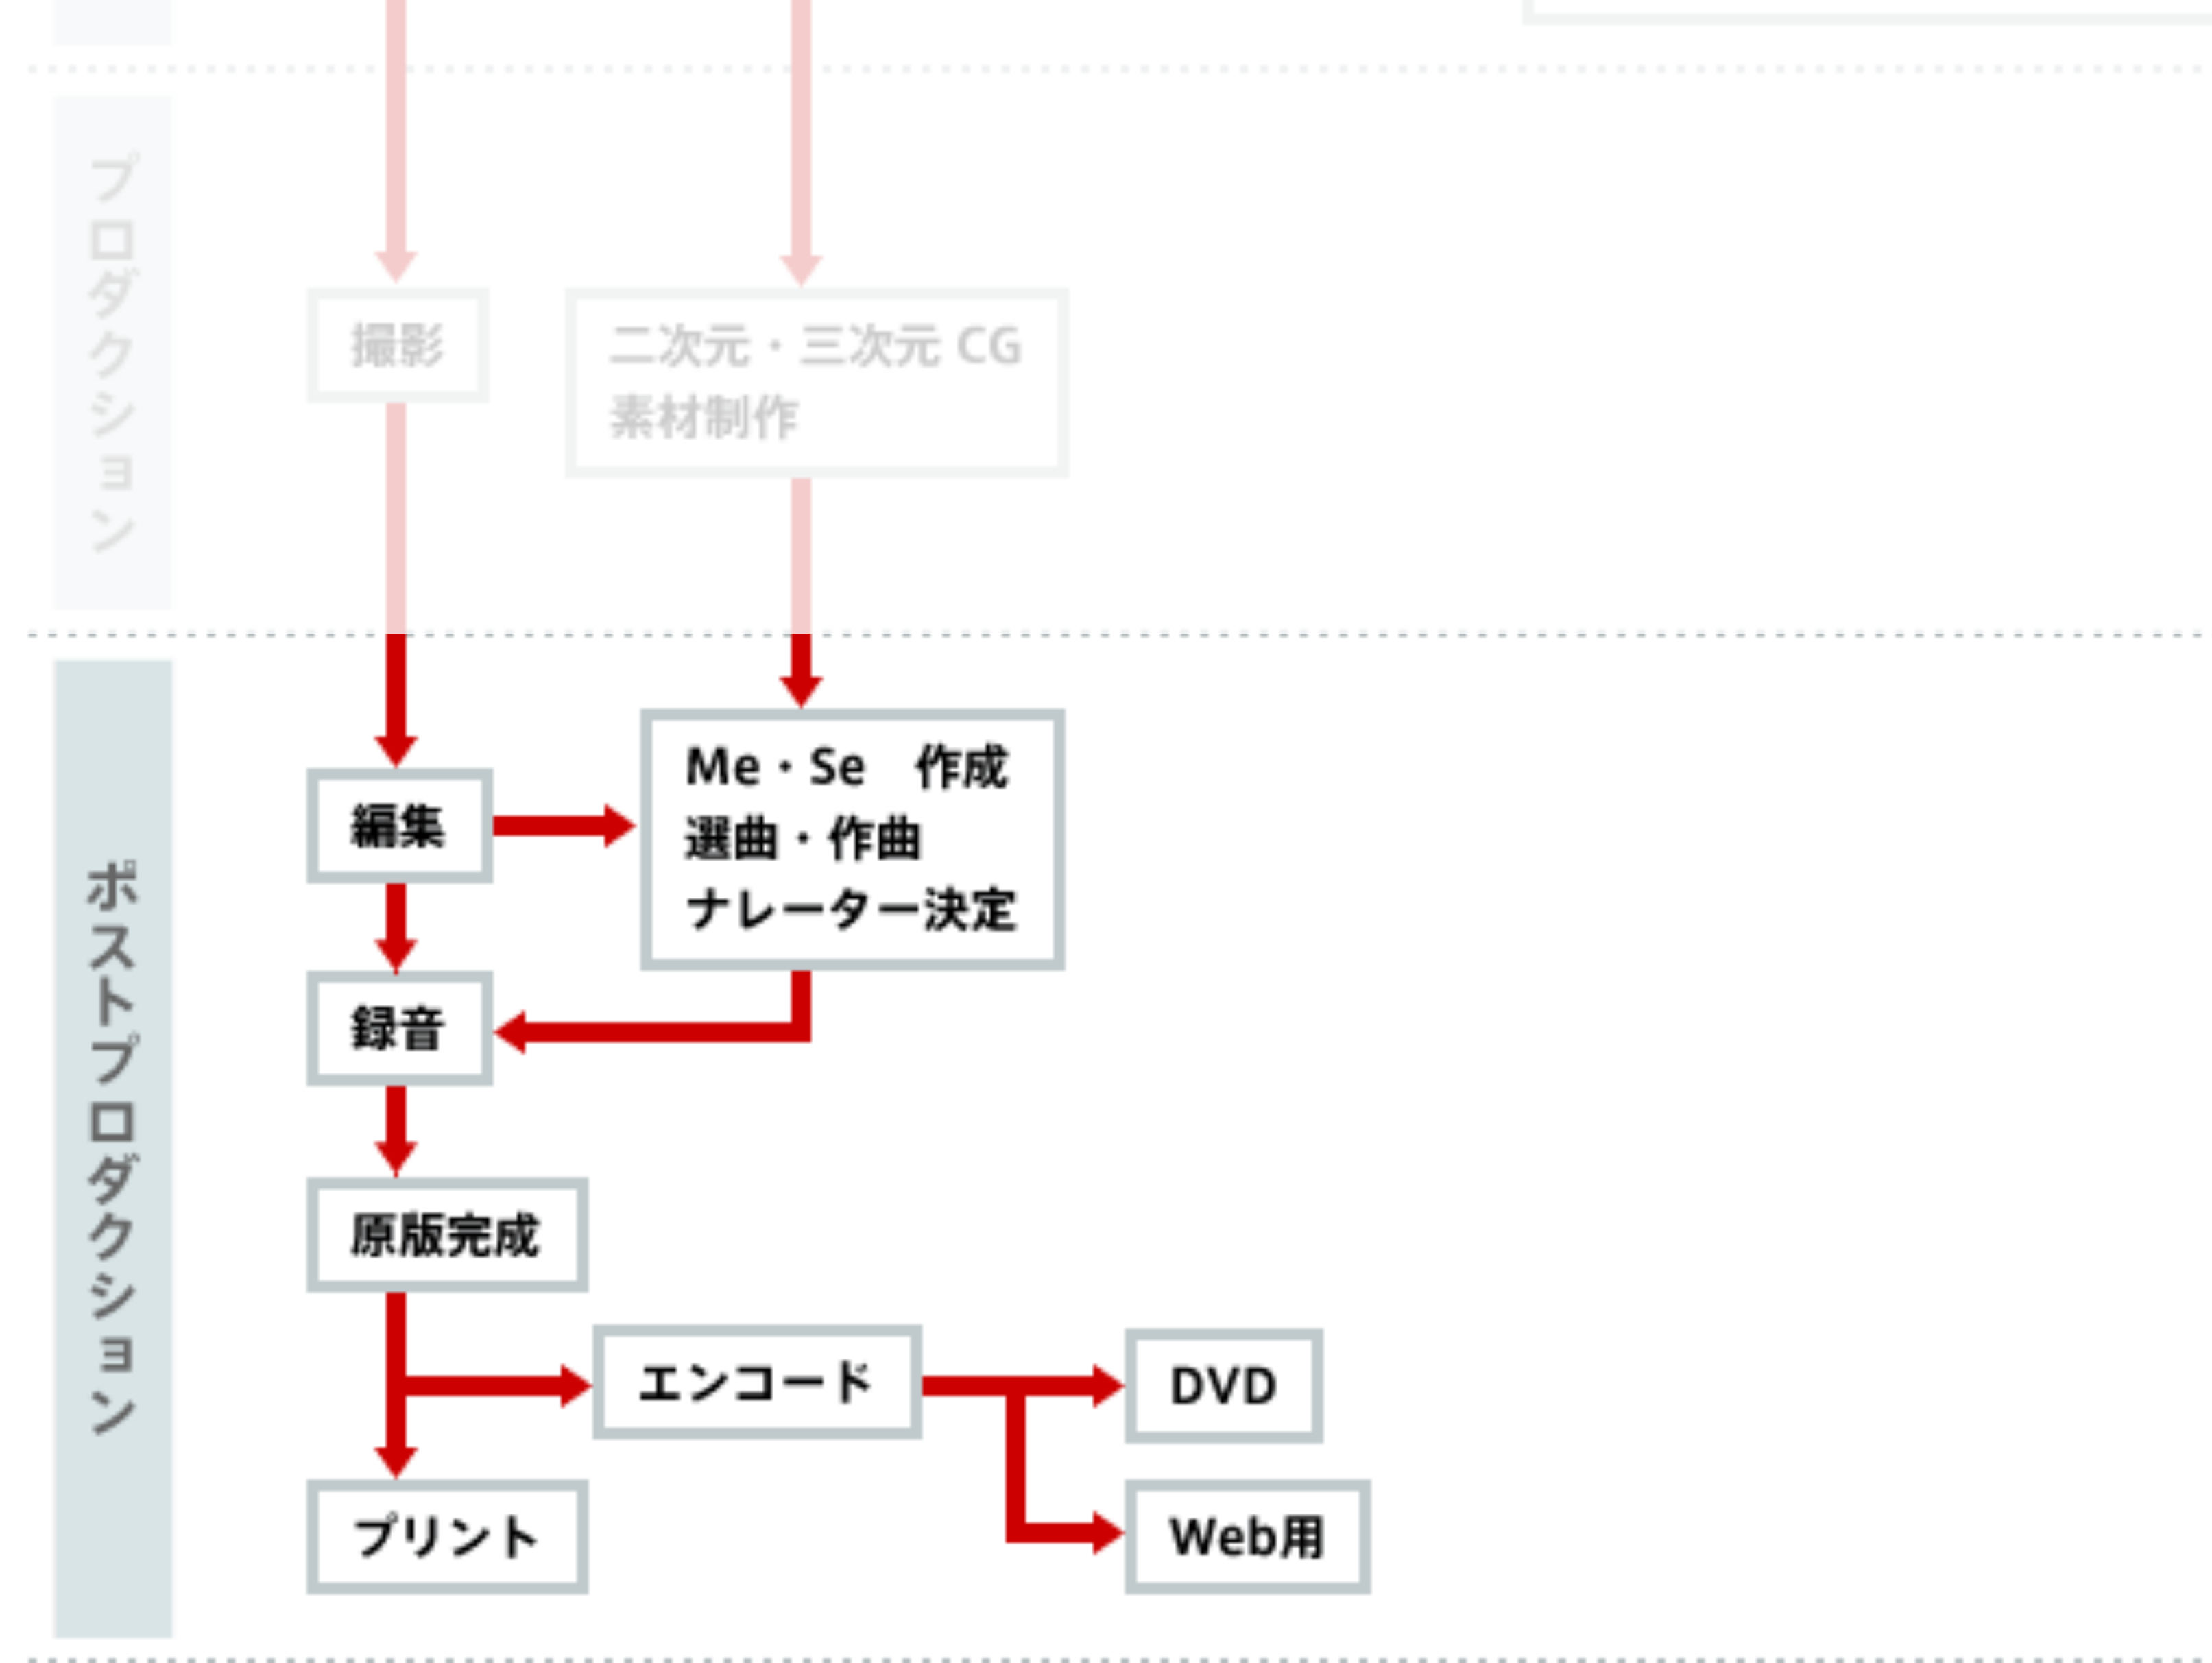 プロダクション
撮影
二次元・三次元 CG
素材制作
ポストプロダクション
Me・Se　作成
選曲・作曲
ナレーター決定
編集
録音
原版完成
エンコード
DVD
プリント
Web用